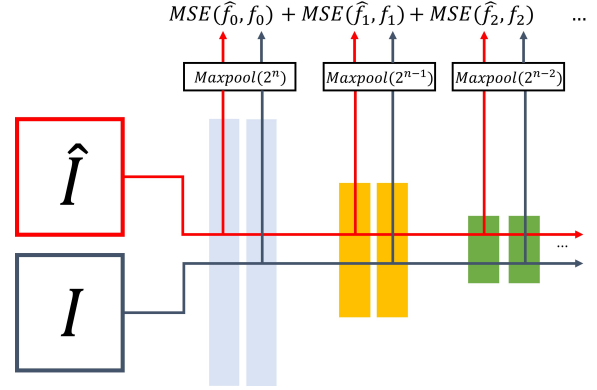 MSE(f̂₀, f₀) + MSE(f̂₁, f₁) + MSE(f̂₂, f₂) ...
Maxpool(2ⁿ) Maxpool(2ⁿ⁻¹) Maxpool(2ⁿ⁻²)
Î
...
I